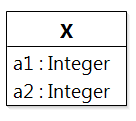 X
a1 : Integer
a2 : Integer